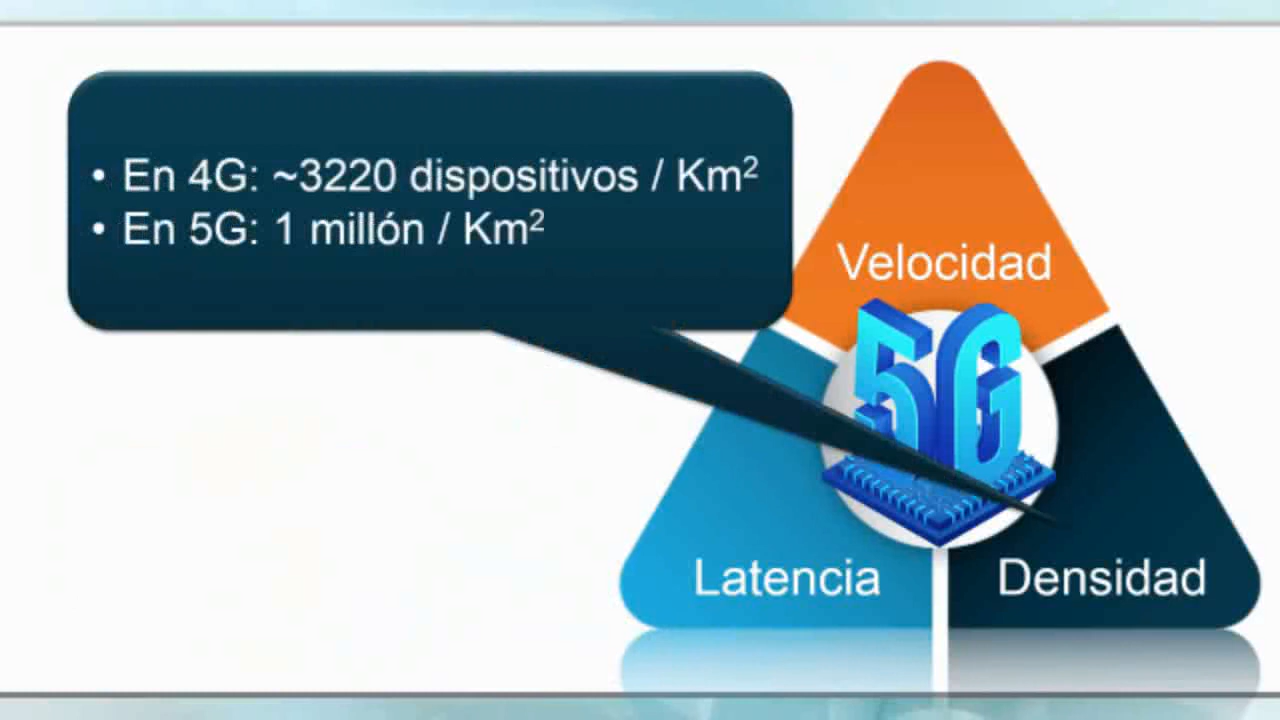 • En 4G: ~3220 dispositivos / Km²
• En 5G: 1 millón / Km²
Velocidad
5G
Latencia
Densidad